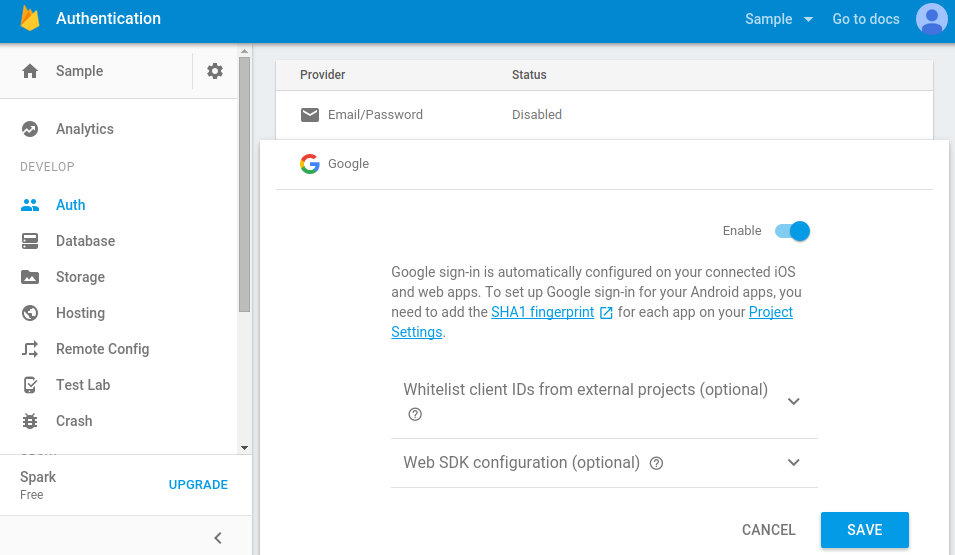 Authentication
Sample
Go to docs
Sample
Analytics
DEVELOP
Auth
Database
Storage
Hosting
Remote Config
Test Lab
Crash
Spark
Free
UPGRADE
Provider Status
Email/Password Disabled
Google
Enable
Google sign-in is automatically configured on your connected iOS
and web apps. To set up Google sign-in for your Android apps, you
need to add the SHA1 fingerprint for each app on your Project
Settings.
Whitelist client IDs from external projects (optional)
Web SDK configuration (optional)
CANCEL SAVE